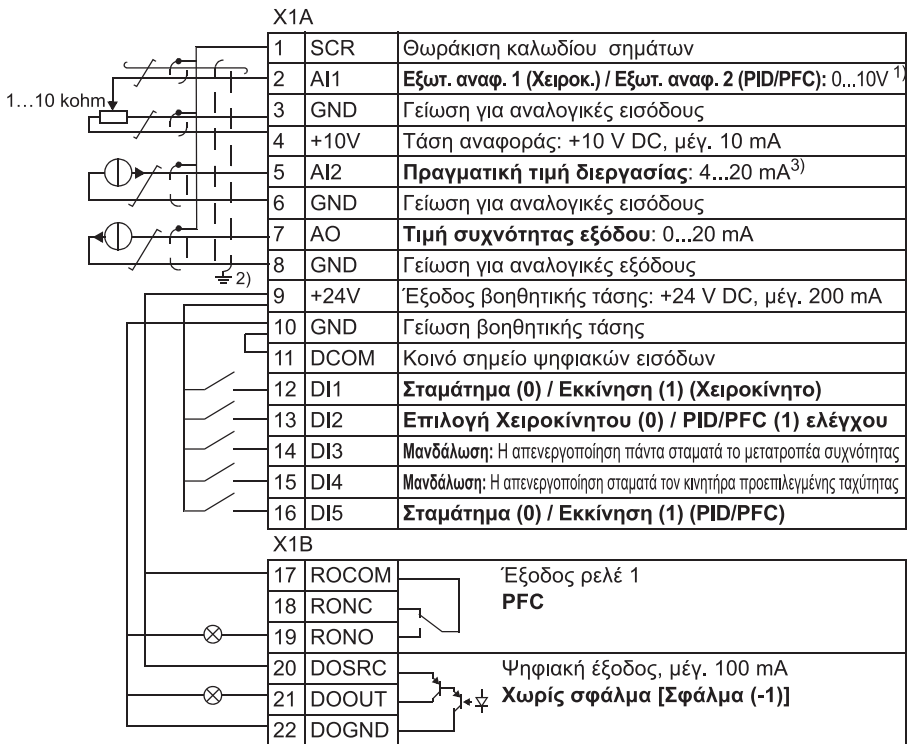 X1A
1 SCR Θωράκιση καλωδίου σημάτων
2 AI1 Εξωτ. αναφ. 1 (Χειροκ.) / Εξωτ. αναφ. 2 (PID/PFC): 0...10V 1)
1...10 kohm
3 GND Γείωση για αναλογικές εισόδους
4 +10V Τάση αναφοράς: +10 V DC, μέγ. 10 mA
5 AI2 Πραγματική τιμή διεργασίας: 4...20 mA3)
6 GND Γείωση για αναλογικές εισόδους
7 AO Τιμή συχνότητας εξόδου: 0...20 mA
8 GND Γείωση για αναλογικές εξόδους
2)
9 +24V Έξοδος βοηθητικής τάσης: +24 V DC, μέγ. 200 mA
10 GND Γείωση βοηθητικής τάσης
11 DCOM Κοινό σημείο ψηφιακών εισόδων
12 DI1 Σταμάτημα (0) / Εκκίνηση (1) (Χειροκίνητο)
13 DI2 Επιλογή Χειροκίνητου (0) / PID/PFC (1) ελέγχου
14 DI3 Μανδάλωση: Η απενεργοποίηση πάντα σταματά το μετατροπέα συχνότητας
15 DI4 Μανδάλωση: Η απενεργοποίηση σταματά τον κινητήρα προεπιλεγμένης ταχύτητας
16 DI5 Σταμάτημα (0) / Εκκίνηση (1) (PID/PFC)
X1B
17 ROCOM Έξοδος ρελέ 1
18 RONC PFC
19 RONO
20 DOSRC Ψηφιακή έξοδος, μέγ. 100 mA
21 DOOUT Χωρίς σφάλμα [Σφάλμα (-1)]
22 DOGND